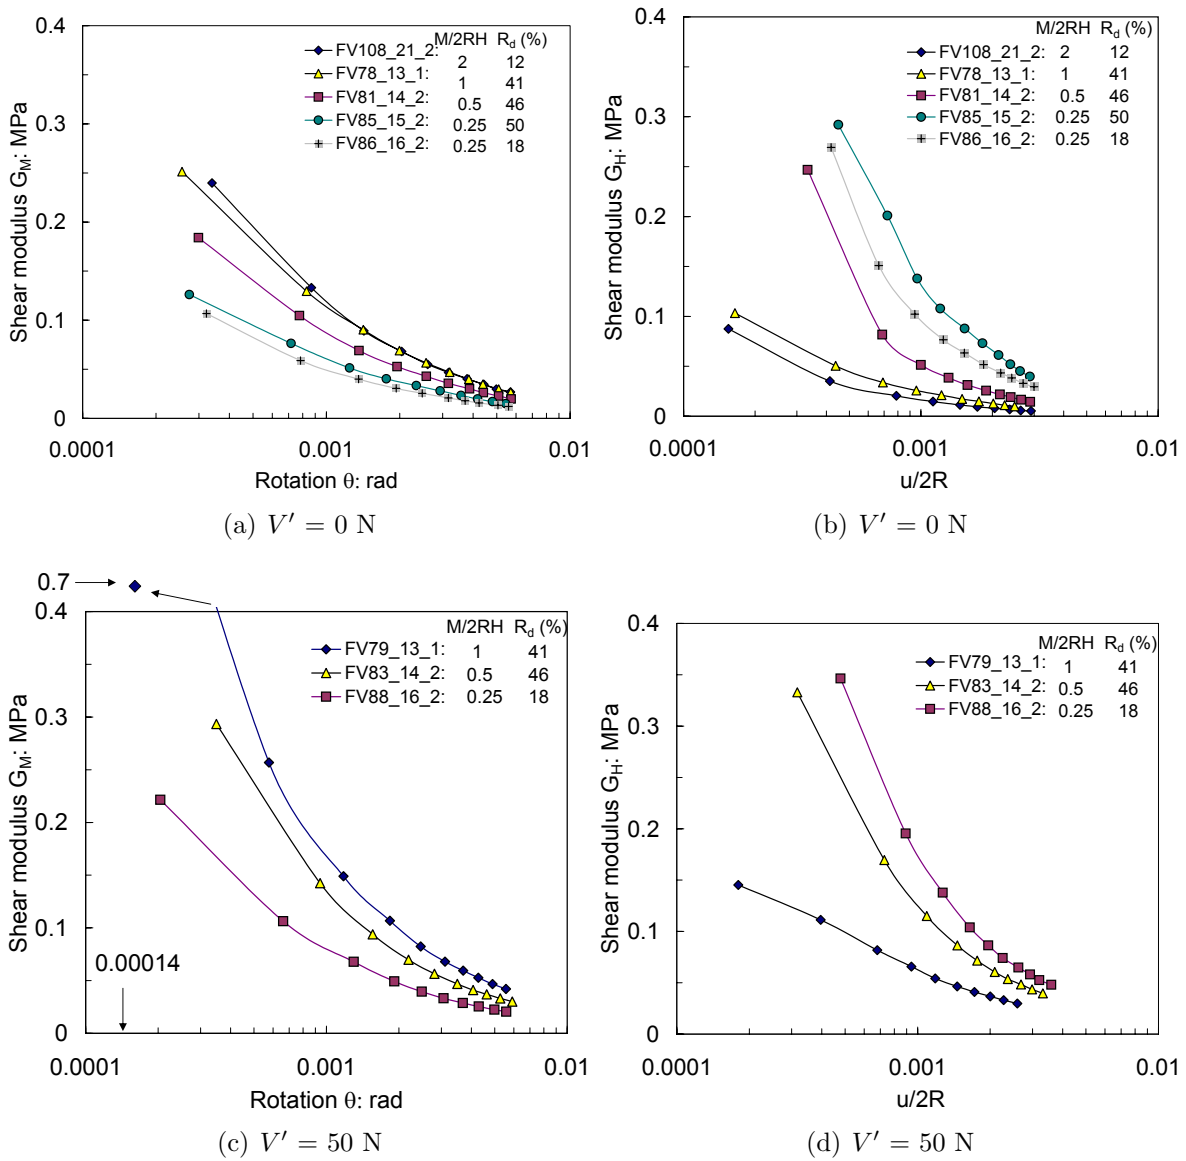 0.4
0.3
0.2
0.1
0
Shear modulus G_M: MPa
M/2RH R_d (%)
FV108_21_2: 2 12
FV78_13_1: 1 41
FV81_14_2: 0.5 46
FV85_15_2: 0.25 50
FV86_16_2: 0.25 18
0.0001 0.001 0.01
Rotation θ: rad
(a) V′ = 0 N
0.4
0.3
0.2
0.1
0
Shear modulus G_H: MPa
M/2RH R_d (%)
FV108_21_2: 2 12
FV78_13_1: 1 41
FV81_14_2: 0.5 46
FV85_15_2: 0.25 50
FV86_16_2: 0.25 18
0.0001 0.001 0.01
u/2R
(b) V′ = 0 N
0.7
0.4
0.3
0.2
0.1
0
Shear modulus G_M: MPa
M/2RH R_d (%)
FV79_13_1: 1 41
FV83_14_2: 0.5 46
FV88_16_2: 0.25 18
0.00014
0.0001 0.001 0.01
Rotation θ: rad
(c) V′ = 50 N
0.4
0.3
0.2
0.1
0
Shear modulus G_H: MPa
M/2RH R_d (%)
FV79_13_1: 1 41
FV83_14_2: 0.5 46
FV88_16_2: 0.25 18
0.0001 0.001 0.01
u/2R
(d) V′ = 50 N